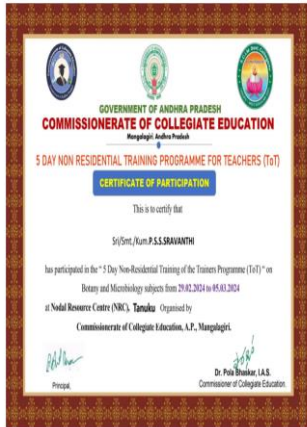 GOVERNMENT OF ANDHRA PRADESH
COMMISSIONERATE OF COLLEGIATE EDUCATION
Mangalagiri, Andhra Pradesh
5 DAY NON RESIDENTIAL TRAINING PROGRAMME FOR TEACHERS (ToT)
CERTIFICATE OF PARTICIPATION
This is to certify that
Sri/Smt./Kum.P.S.S.SRAVANTHI
has participated in the " 5 Day Non-Residential Training of the Trainers Programme (ToT) " on
Botany and Microbiology subjects from 29.02.2024 to 05.03.2024
at Nodal Resource Centre (NRC), Tanuku Organised by
Commissionerate of Collegiate Education, A.P., Mangalagiri.
Principal,
Dr. Pola Bhaskar, I.A.S.
Commissioner of Collegiate Education.